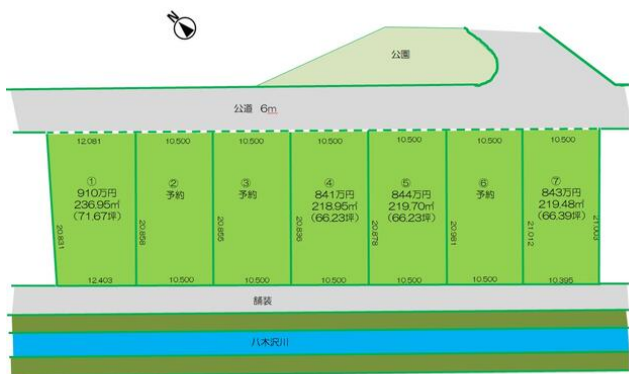 N
公園
公道 6m
12.081
10.500
10.500
10.500
10.500
10.500
10.500
①
910万円
236.95㎡
(71.67坪)
②
予約
③
予約
④
841万円
218.95㎡
(66.23坪)
⑤
844万円
219.70㎡
(66.23坪)
⑥
予約
⑦
843万円
219.48㎡
(66.39坪)
20.831
20.858
20.855
20.836
20.878
20.981
21.012
21.003
12.403
10.500
10.500
10.500
10.500
10.500
10.395
舗装
八木沢川